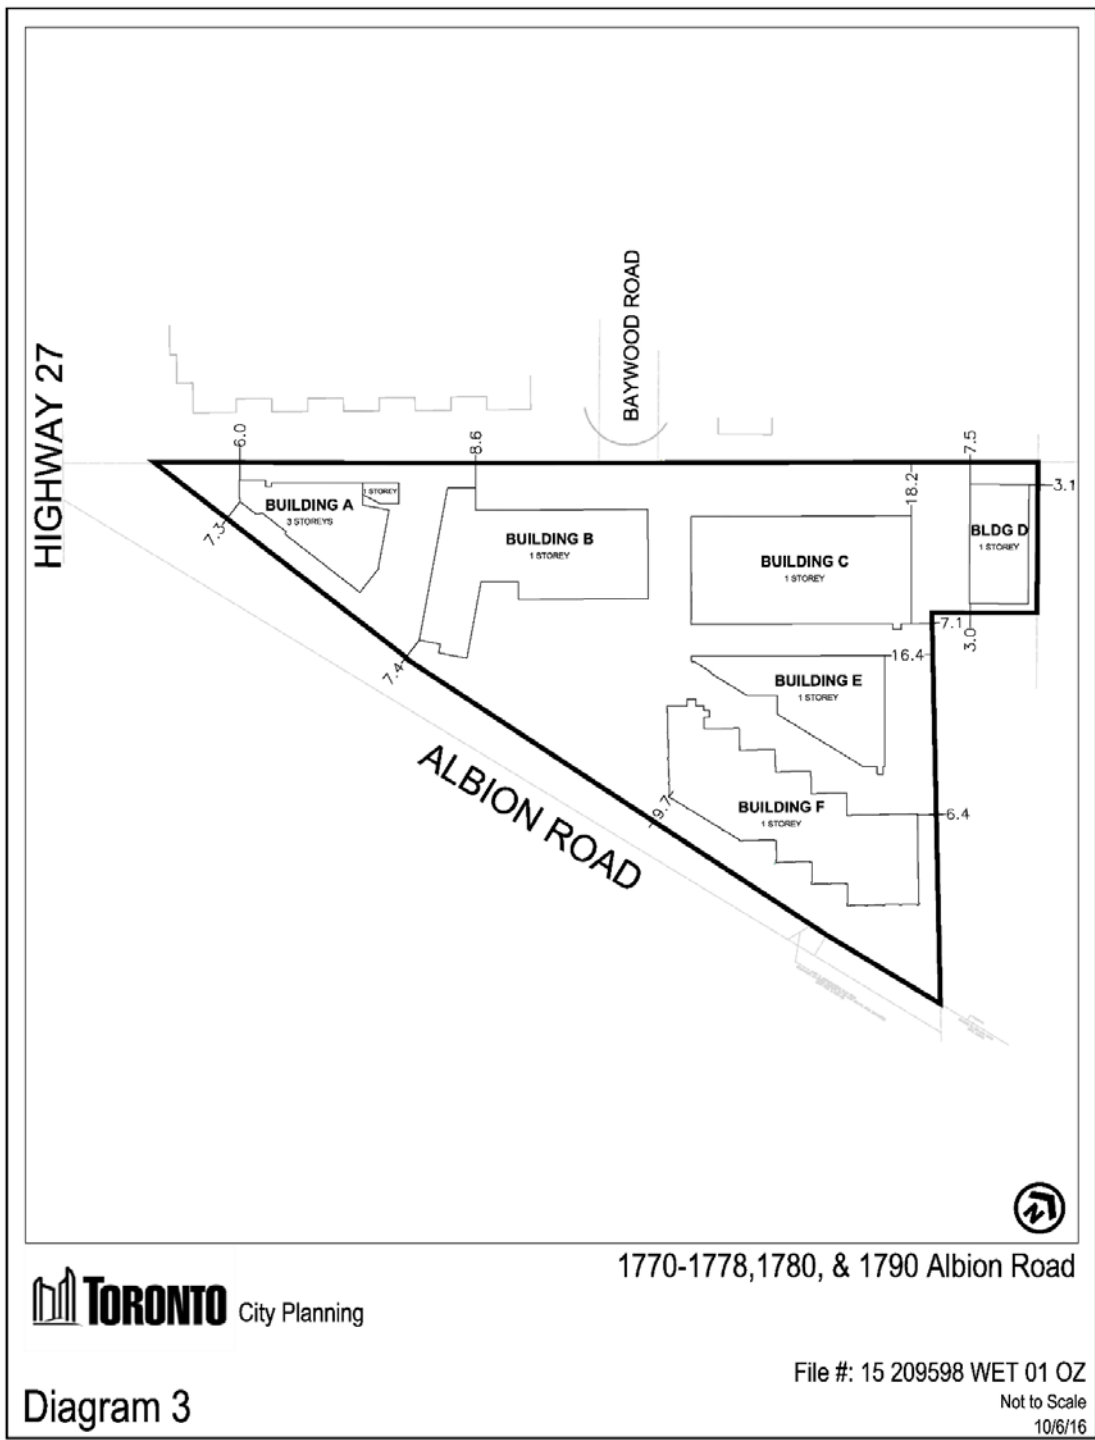 BAYWOOD ROAD
HIGHWAY 27
6.0
8.6
7.5
1 STOREY
18.2
3.1
BUILDING A
3 STOREYS
7.3
BUILDING B
1 STOREY
BLDG D
1 STOREY
BUILDING C
1 STOREY
7.1
3.0
16.4
7.4
BUILDING E
1 STOREY
ALBION ROAD
9.7
BUILDING F
1 STOREY
6.4
N
1770-1778,1780, & 1790 Albion Road
TORONTO City Planning
File #: 15 209598 WET 01 OZ
Diagram 3
Not to Scale
10/6/16